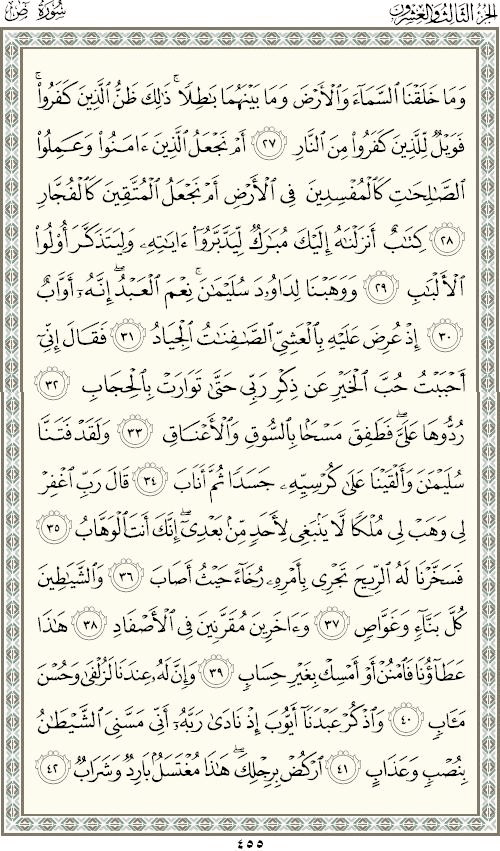 الجزء الثالث والعشرون سورة ص
وَمَا خَلَقْنَا ٱلسَّمَآءَ وَٱلْأَرْضَ وَمَا بَيْنَهُمَا بَٰطِلًا ۚ ذَٰلِكَ ظَنُّ ٱلَّذِينَ كَفَرُوا۟ ۚ
فَوَيْلٌ لِّلَّذِينَ كَفَرُوا۟ مِنَ ٱلنَّارِ ٢٧ أَمْ نَجْعَلُ ٱلَّذِينَ ءَامَنُوا۟ وَعَمِلُوا۟
ٱلصَّٰلِحَٰتِ كَٱلْمُفْسِدِينَ فِى ٱلْأَرْضِ أَمْ نَجْعَلُ ٱلْمُتَّقِينَ كَٱلْفُجَّارِ
٢٨ كِتَٰبٌ أَنزَلْنَٰهُ إِلَيْكَ مُبَٰرَكٌ لِّيَدَّبَّرُوٓا۟ ءَايَٰتِهِۦ وَلِيَتَذَكَّرَ أُو۟لُوا۟
ٱلْأَلْبَٰبِ ٢٩ وَوَهَبْنَا لِدَاوُۥدَ سُلَيْمَٰنَ ۚ نِعْمَ ٱلْعَبْدُ ۖ إِنَّهُۥٓ أَوَّابٌ
٣٠ إِذْ عُرِضَ عَلَيْهِ بِٱلْعَشِىِّ ٱلصَّٰفِنَٰتُ ٱلْجِيَادُ ٣١ فَقَالَ إِنِّىٓ
أَحْبَبْتُ حُبَّ ٱلْخَيْرِ عَن ذِكْرِ رَبِّى حَتَّىٰ تَوَارَتْ بِٱلْحِجَابِ ٣٢
رُدُّوهَا عَلَىَّ ۖ فَطَفِقَ مَسْحًۢا بِٱلسُّوقِ وَٱلْأَعْنَاقِ ٣٣ وَلَقَدْ فَتَنَّا
سُلَيْمَٰنَ وَأَلْقَيْنَا عَلَىٰ كُرْسِيِّهِۦ جَسَدًا ثُمَّ أَنَابَ ٣٤ قَالَ رَبِّ ٱغْفِرْ
لِى وَهَبْ لِى مُلْكًا لَّا يَنۢبَغِى لِأَحَدٍ مِّنۢ بَعْدِىٓ ۖ إِنَّكَ أَنتَ ٱلْوَهَّابُ ٣٥
فَسَخَّرْنَا لَهُ ٱلرِّيحَ تَجْرِى بِأَمْرِهِۦ رُخَآءً حَيْثُ أَصَابَ ٣٦ وَٱلشَّيَٰطِينَ
كُلَّ بَنَّآءٍ وَغَوَّاصٍ ٣٧ وَءَاخَرِينَ مُقَرَّنِينَ فِى ٱلْأَصْفَادِ ٣٨ هَٰذَا
عَطَآؤُنَا فَٱمْنُنْ أَوْ أَمْسِكْ بِغَيْرِ حِسَابٍ ٣٩ وَإِنَّ لَهُۥ عِندَنَا لَزُلْفَىٰ وَحُسْنَ
مَـَٔابٍ ٤٠ وَٱذْكُرْ عَبْدَنَآ أَيُّوبَ إِذْ نَادَىٰ رَبَّهُۥٓ أَنِّى مَسَّنِىَ ٱلشَّيْطَٰنُ
بِنُصْبٍ وَعَذَابٍ ٤١ ٱرْكُضْ بِرِجْلِكَ ۖ هَٰذَا مُغْتَسَلٌۢ بَارِدٌ وَشَرَابٌ ٤٢
٤٥٥